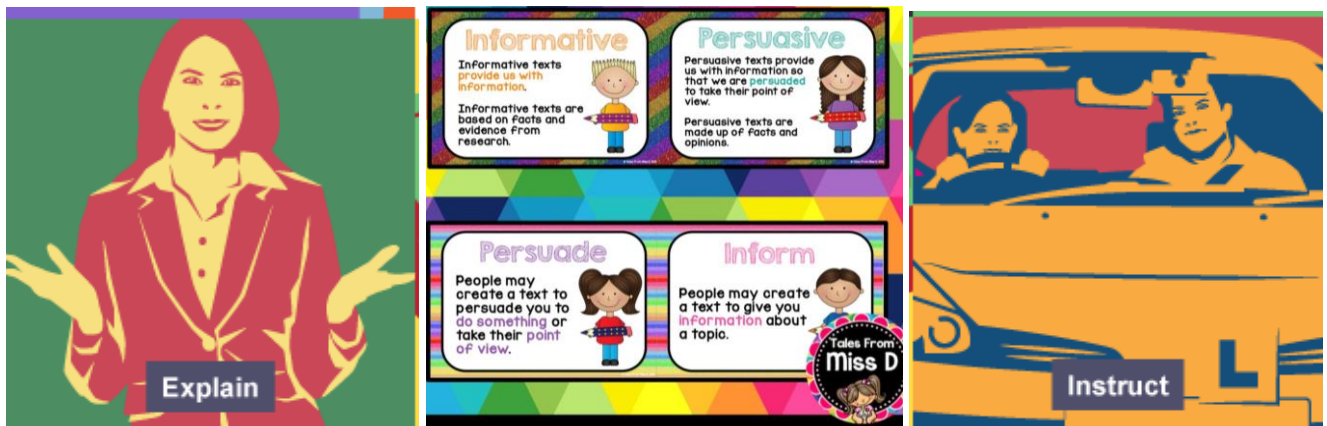 Explain
Informative
Informative texts
provide us with
information.
Informative texts are
based on facts and
evidence from
research.
Persuasive
Persuasive texts provide
us with information so
that we are persuaded
to take their point of
view.
Persuasive texts are
made up of facts and
opinions.
Persuade
People may
create a text to
persuade you to
do something or
take their point
of view.
Inform
People may create
a text to give you
information about
a topic.
Tales From
Miss D
L
Instruct